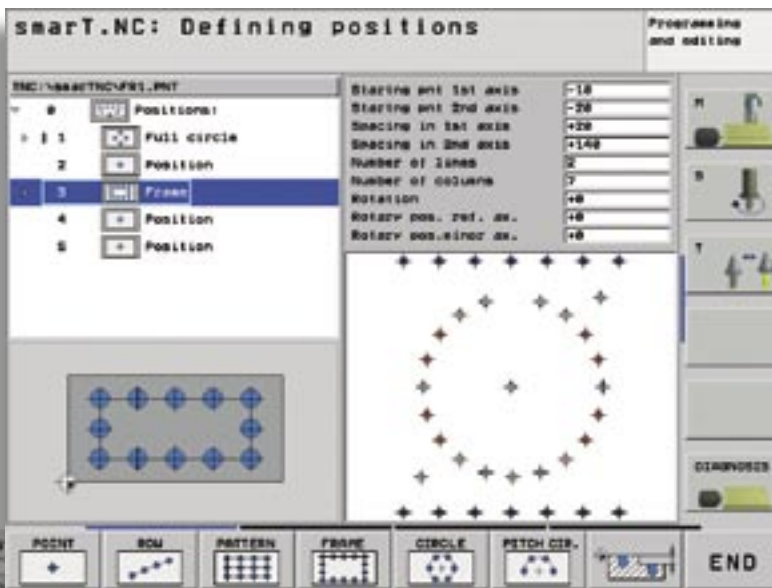 smarT.NC: Defining positions
Programming
and editing
TNC:\smarTNC\FR1.PNT
0 Positions:
1 Full circle
2 Position
3 Frame
4 Position
5 Position
Staring pnt 1st axis -10
Staring pnt 2nd axis -20
Spacing in 1st axis +20
Spacing in 2nd axis +140
Number of lines 2
Number of columns 7
Rotation +0
Rotary pos. ref. ax. +0
Rotary pos.minor ax. +0
M
S
T
DIAGNOSIS
POINT
ROW
PATTERN
FRAME
CIRCLE
PITCH CIR.
END